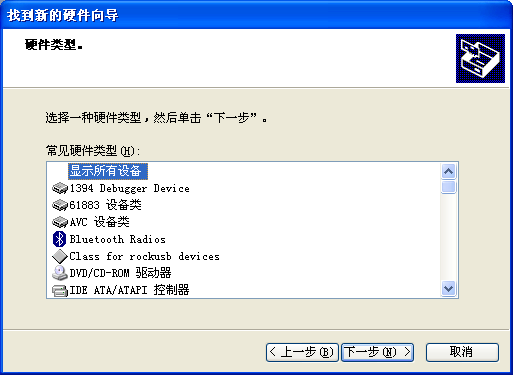 找到新的硬件向导
硬件类型。
选择一种硬件类型，然后单击“下一步”。
常见硬件类型(H):
显示所有设备
1394 Debugger Device
61883 设备类
AVC 设备类
Bluetooth Radios
Class for rockusb devices
DVD/CD-ROM 驱动器
IDE ATA/ATAPI 控制器
< 上一步(B) 下一步(N) > 取消